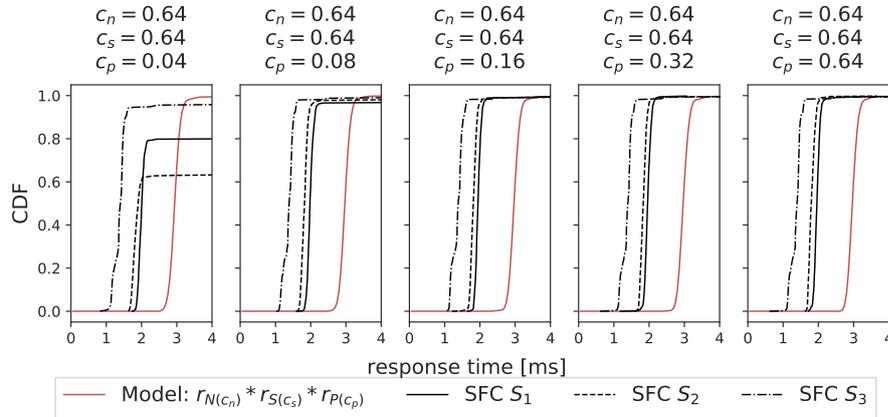 c_n = 0.64 c_n = 0.64 c_n = 0.64 c_n = 0.64 c_n = 0.64
c_s = 0.64 c_s = 0.64 c_s = 0.64 c_s = 0.64 c_s = 0.64
c_p = 0.04 c_p = 0.08 c_p = 0.16 c_p = 0.32 c_p = 0.64
1.0
0.8
0.6
0.4
0.2
0.0
CDF
0 1 2 3 4 0 1 2 3 4 0 1 2 3 4 0 1 2 3 4 0 1 2 3 4
response time [ms]
Model: r_{N(c_n)} * r_{S(c_s)} * r_{P(c_p)} SFC S_1 SFC S_2 SFC S_3